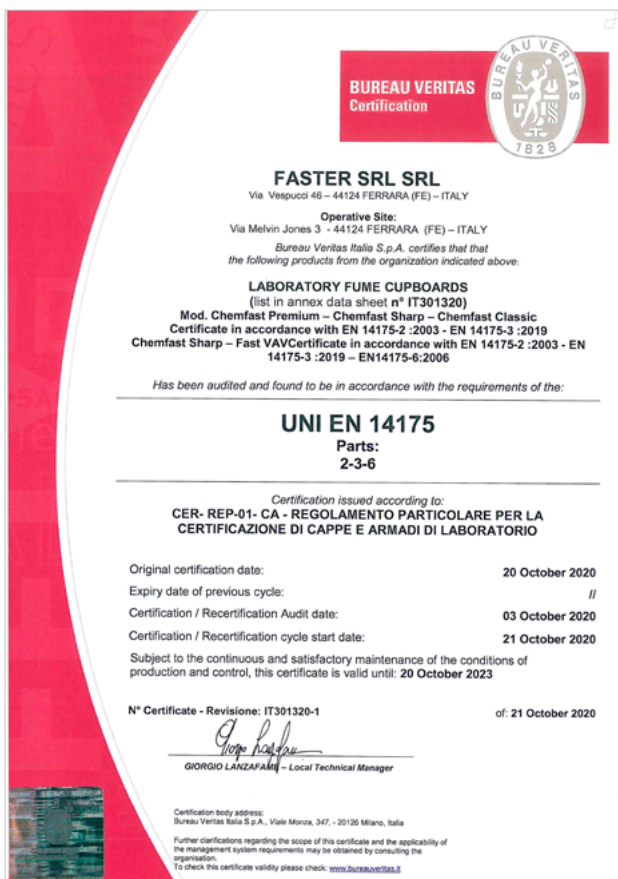 BUREAU VERITAS
Certification
BUREAU VERITAS
1828
FASTER SRL SRL
Via Vespucci 46 – 44124 FERRARA (FE) – ITALY
Operative Site:
Via Melvin Jones 3 - 44124 FERRARA (FE) – ITALY
Bureau Veritas Italia S.p.A. certifies that that
the following products from the organization indicated above:
LABORATORY FUME CUPBOARDS
(list in annex data sheet n° IT301320)
Mod. Chemfast Premium – Chemfast Sharp – Chemfast Classic
Certificate in accordance with EN 14175-2 :2003 - EN 14175-3 :2019
Chemfast Sharp – Fast VAVCertificate in accordance with EN 14175-2 :2003 - EN
14175-3 :2019 – EN14175-6:2006
Has been audited and found to be in accordance with the requirements of the:
UNI EN 14175
Parts:
2-3-6
Certification issued according to:
CER- REP-01- CA - REGOLAMENTO PARTICOLARE PER LA
CERTIFICAZIONE DI CAPPE E ARMADI DI LABORATORIO
Original certification date: 20 October 2020
Expiry date of previous cycle: //
Certification / Recertification Audit date: 03 October 2020
Certification / Recertification cycle start date: 21 October 2020
Subject to the continuous and satisfactory maintenance of the conditions of
production and control, this certificate is valid until: 20 October 2023
N° Certificate - Revisione: IT301320-1 of: 21 October 2020
GIORGIO LANZAFAME – Local Technical Manager
Certification body address:
Bureau Veritas Italia S.p.A., Viale Monza, 347, - 20126 Milano, Italia
Further clarifications regarding the scope of this certificate and the applicability of
the management system requirements may be obtained by consulting the
organisation.
To check this certificate validity please check: www.bureauveritas.it